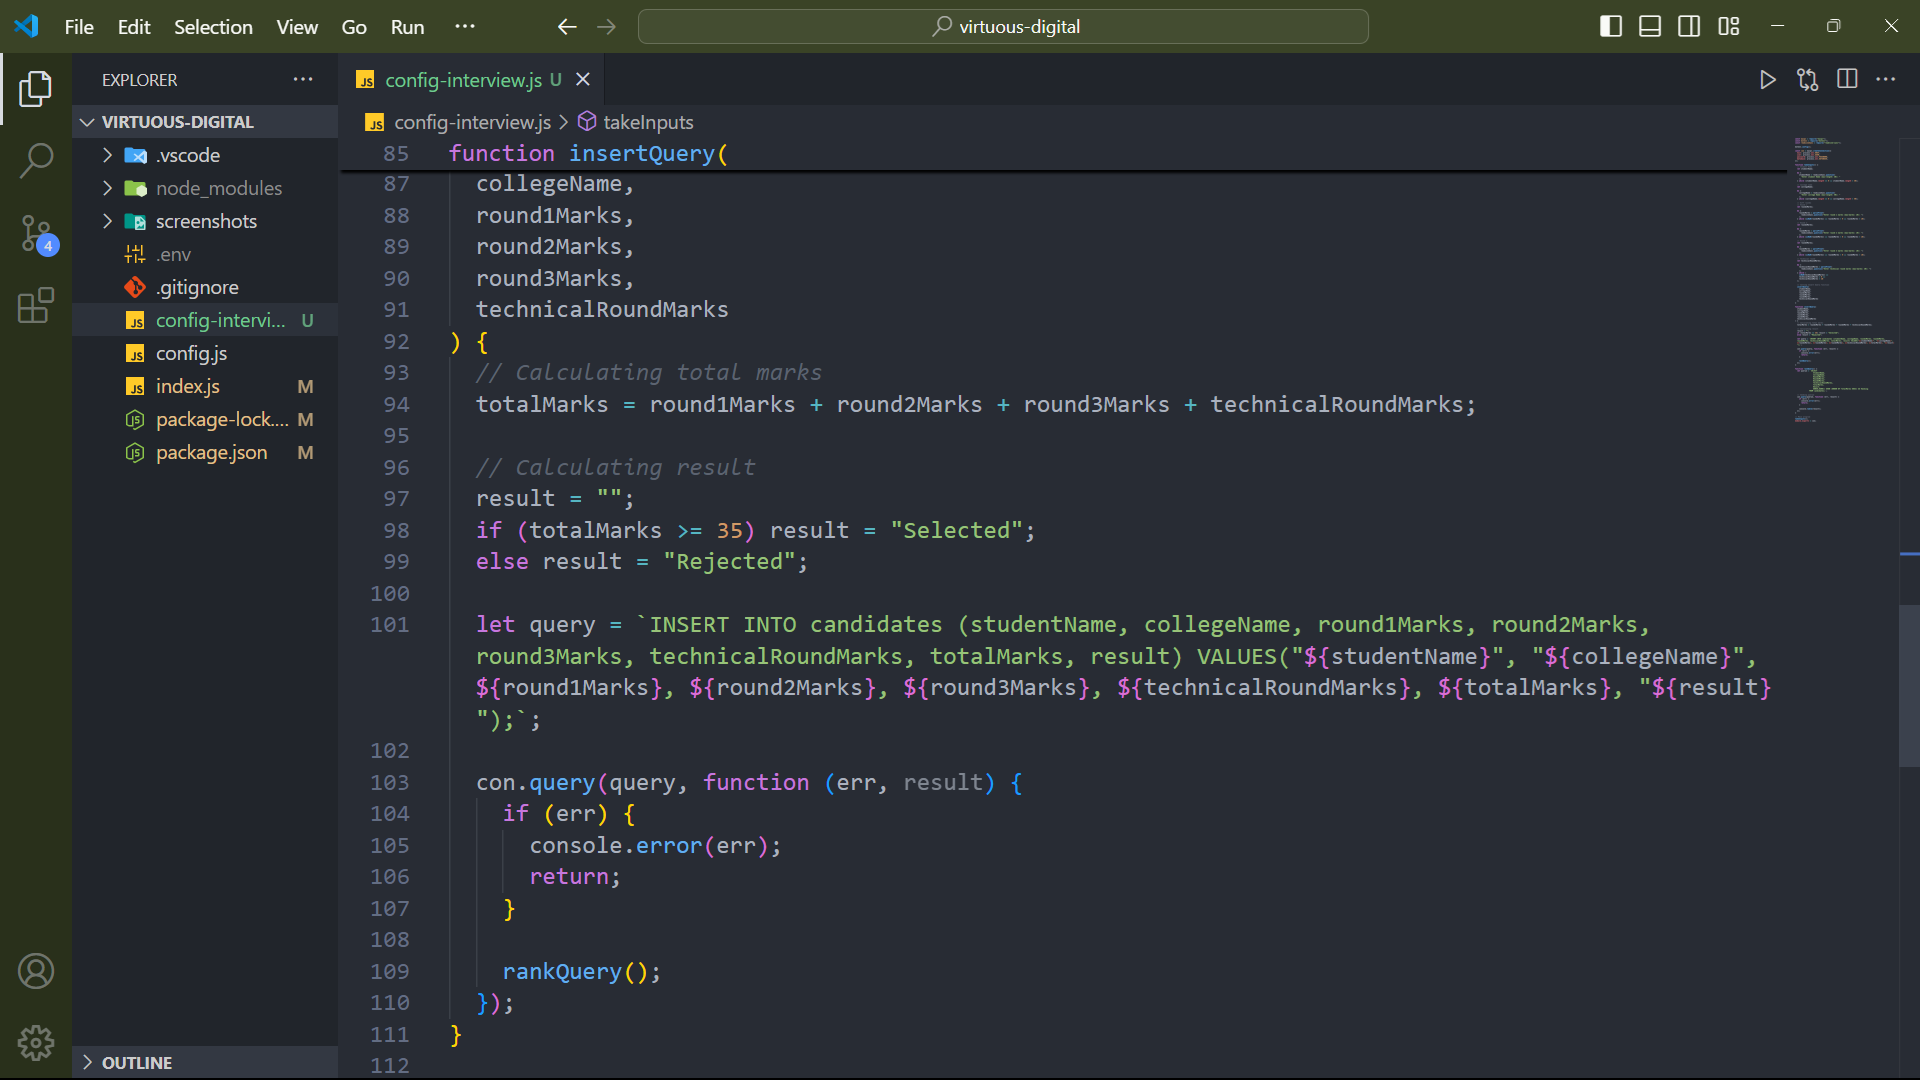 File Edit Selection View Go Run ···
virtuous-digital
EXPLORER ···
VIRTUOUS-DIGITAL
.vscode
node_modules
screenshots
.env
.gitignore
config-intervi... U
config.js
index.js M
package-lock.... M
package.json M
4
OUTLINE
config-interview.js U
config-interview.js > takeInputs
85 function insertQuery(
87 collegeName,
88 round1Marks,
89 round2Marks,
90 round3Marks,
91 technicalRoundMarks
92 ) {
93 // Calculating total marks
94 totalMarks = round1Marks + round2Marks + round3Marks + technicalRoundMarks;
95
96 // Calculating result
97 result = "";
98 if (totalMarks >= 35) result = "Selected";
99 else result = "Rejected";
100
101 let query = `INSERT INTO candidates (studentName, collegeName, round1Marks, round2Marks,
round3Marks, technicalRoundMarks, totalMarks, result) VALUES("${studentName}", "${collegeName}",
${round1Marks}, ${round2Marks}, ${round3Marks}, ${technicalRoundMarks}, ${totalMarks}, "${result}
");`;
102
103 con.query(query, function (err, result) {
104 if (err) {
105 console.error(err);
106 return;
107 }
108
109 rankQuery();
110 });
111 }
112